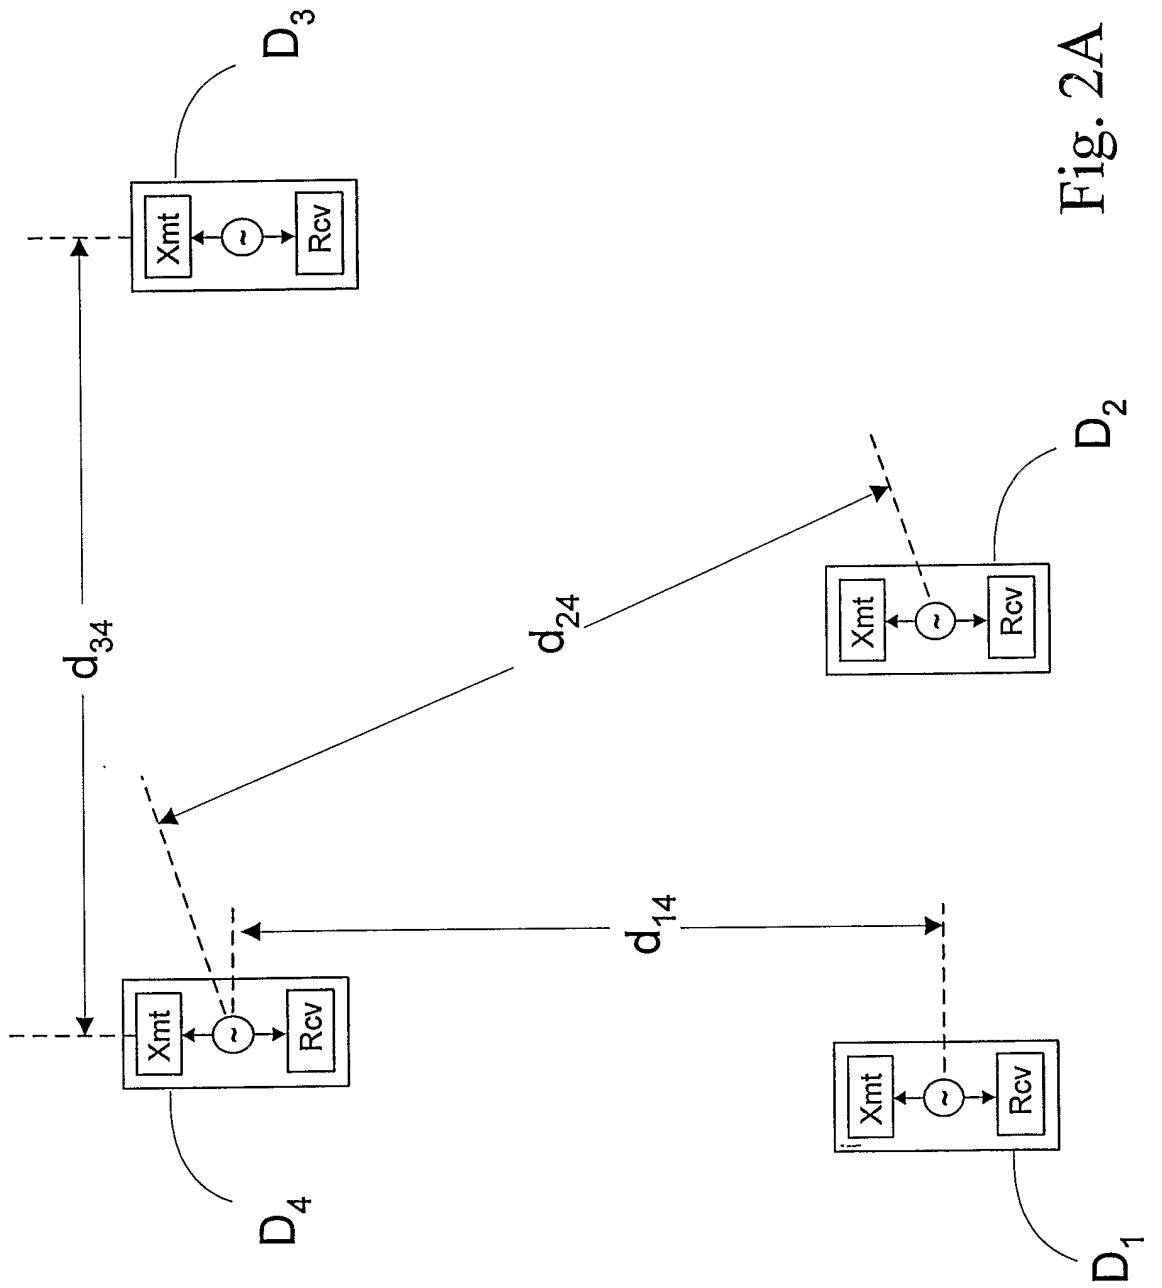 d34
Xmt
Xmt
D4
D3
Rcv
Rcv
d24
d14
Xmt
Xmt
Rcv
Rcv
D1
D2
Fig. 2A